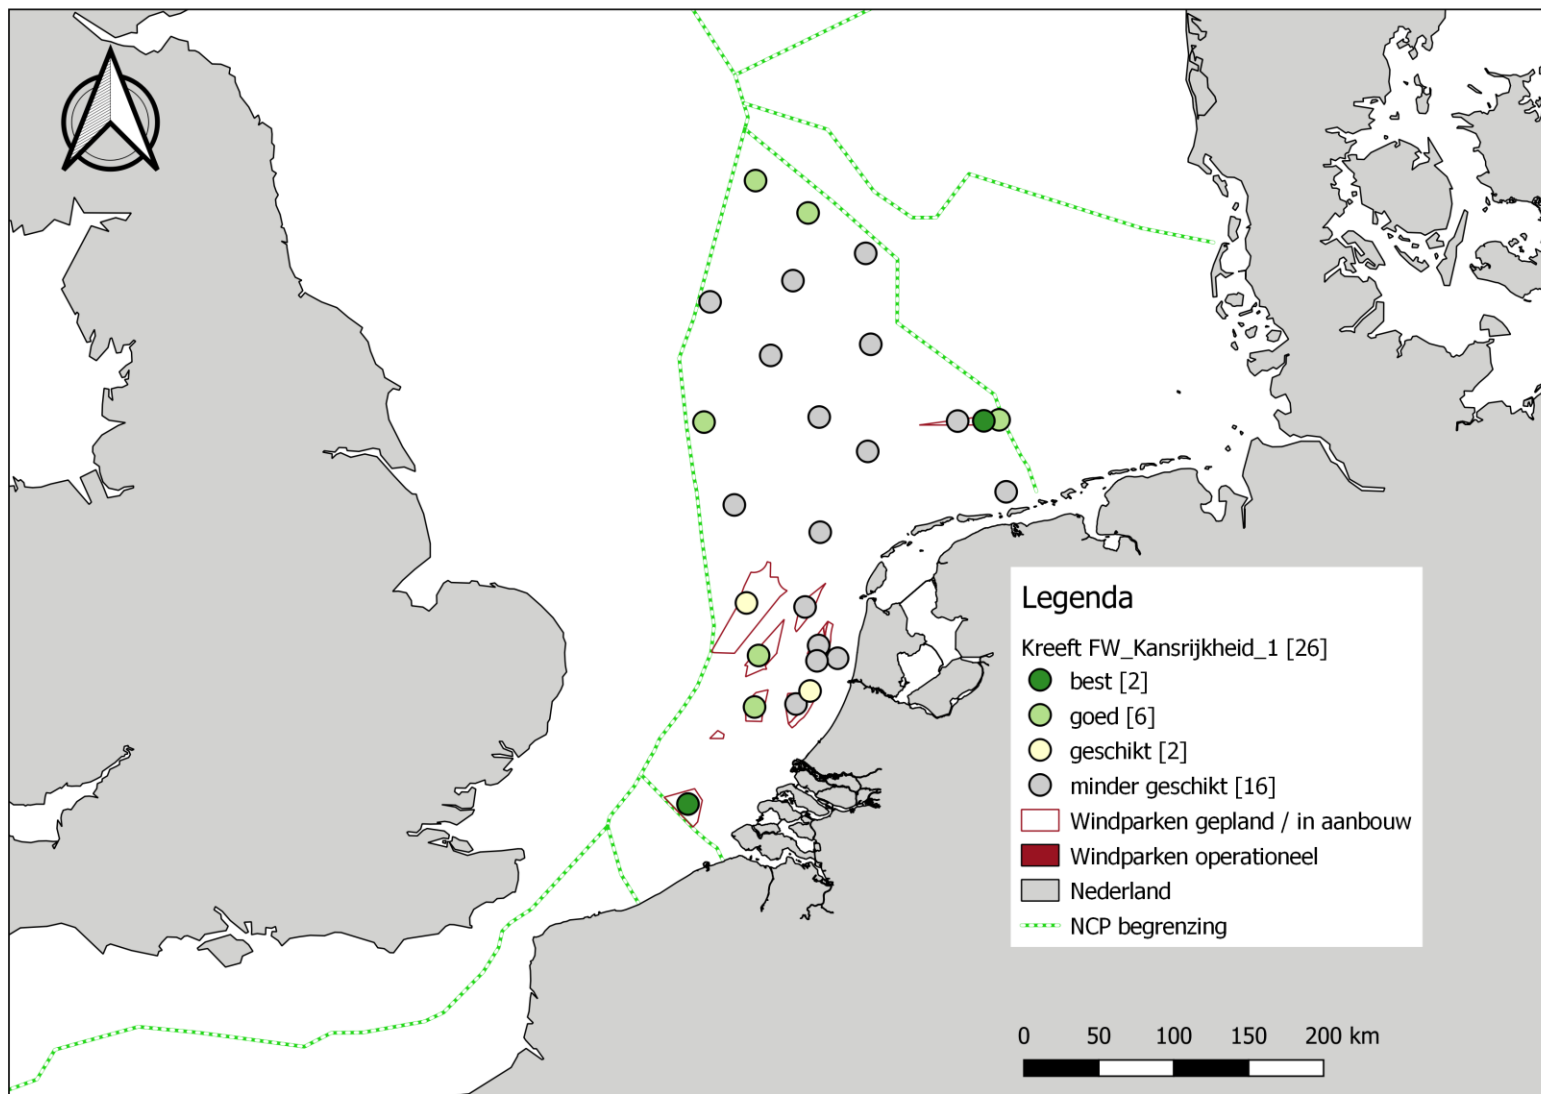 Legenda
Kreeft FW_Kansrijkheid_1 [26]
best [2]
goed [6]
geschikt [2]
minder geschikt [16]
Windparken gepland / in aanbouw
Windparken operationeel
Nederland
NCP begrenzing
0 50 100 150 200 km